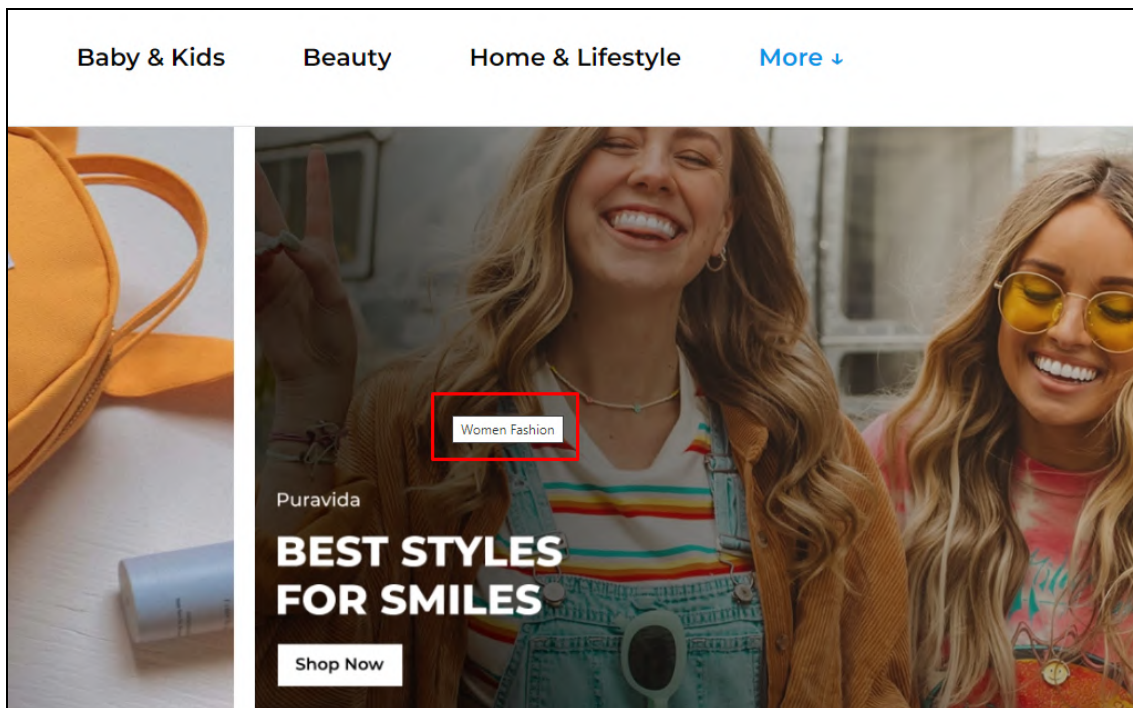 Baby & Kids Beauty Home & Lifestyle More ↓
Women Fashion
Puravida
BEST STYLES
FOR SMILES
Shop Now